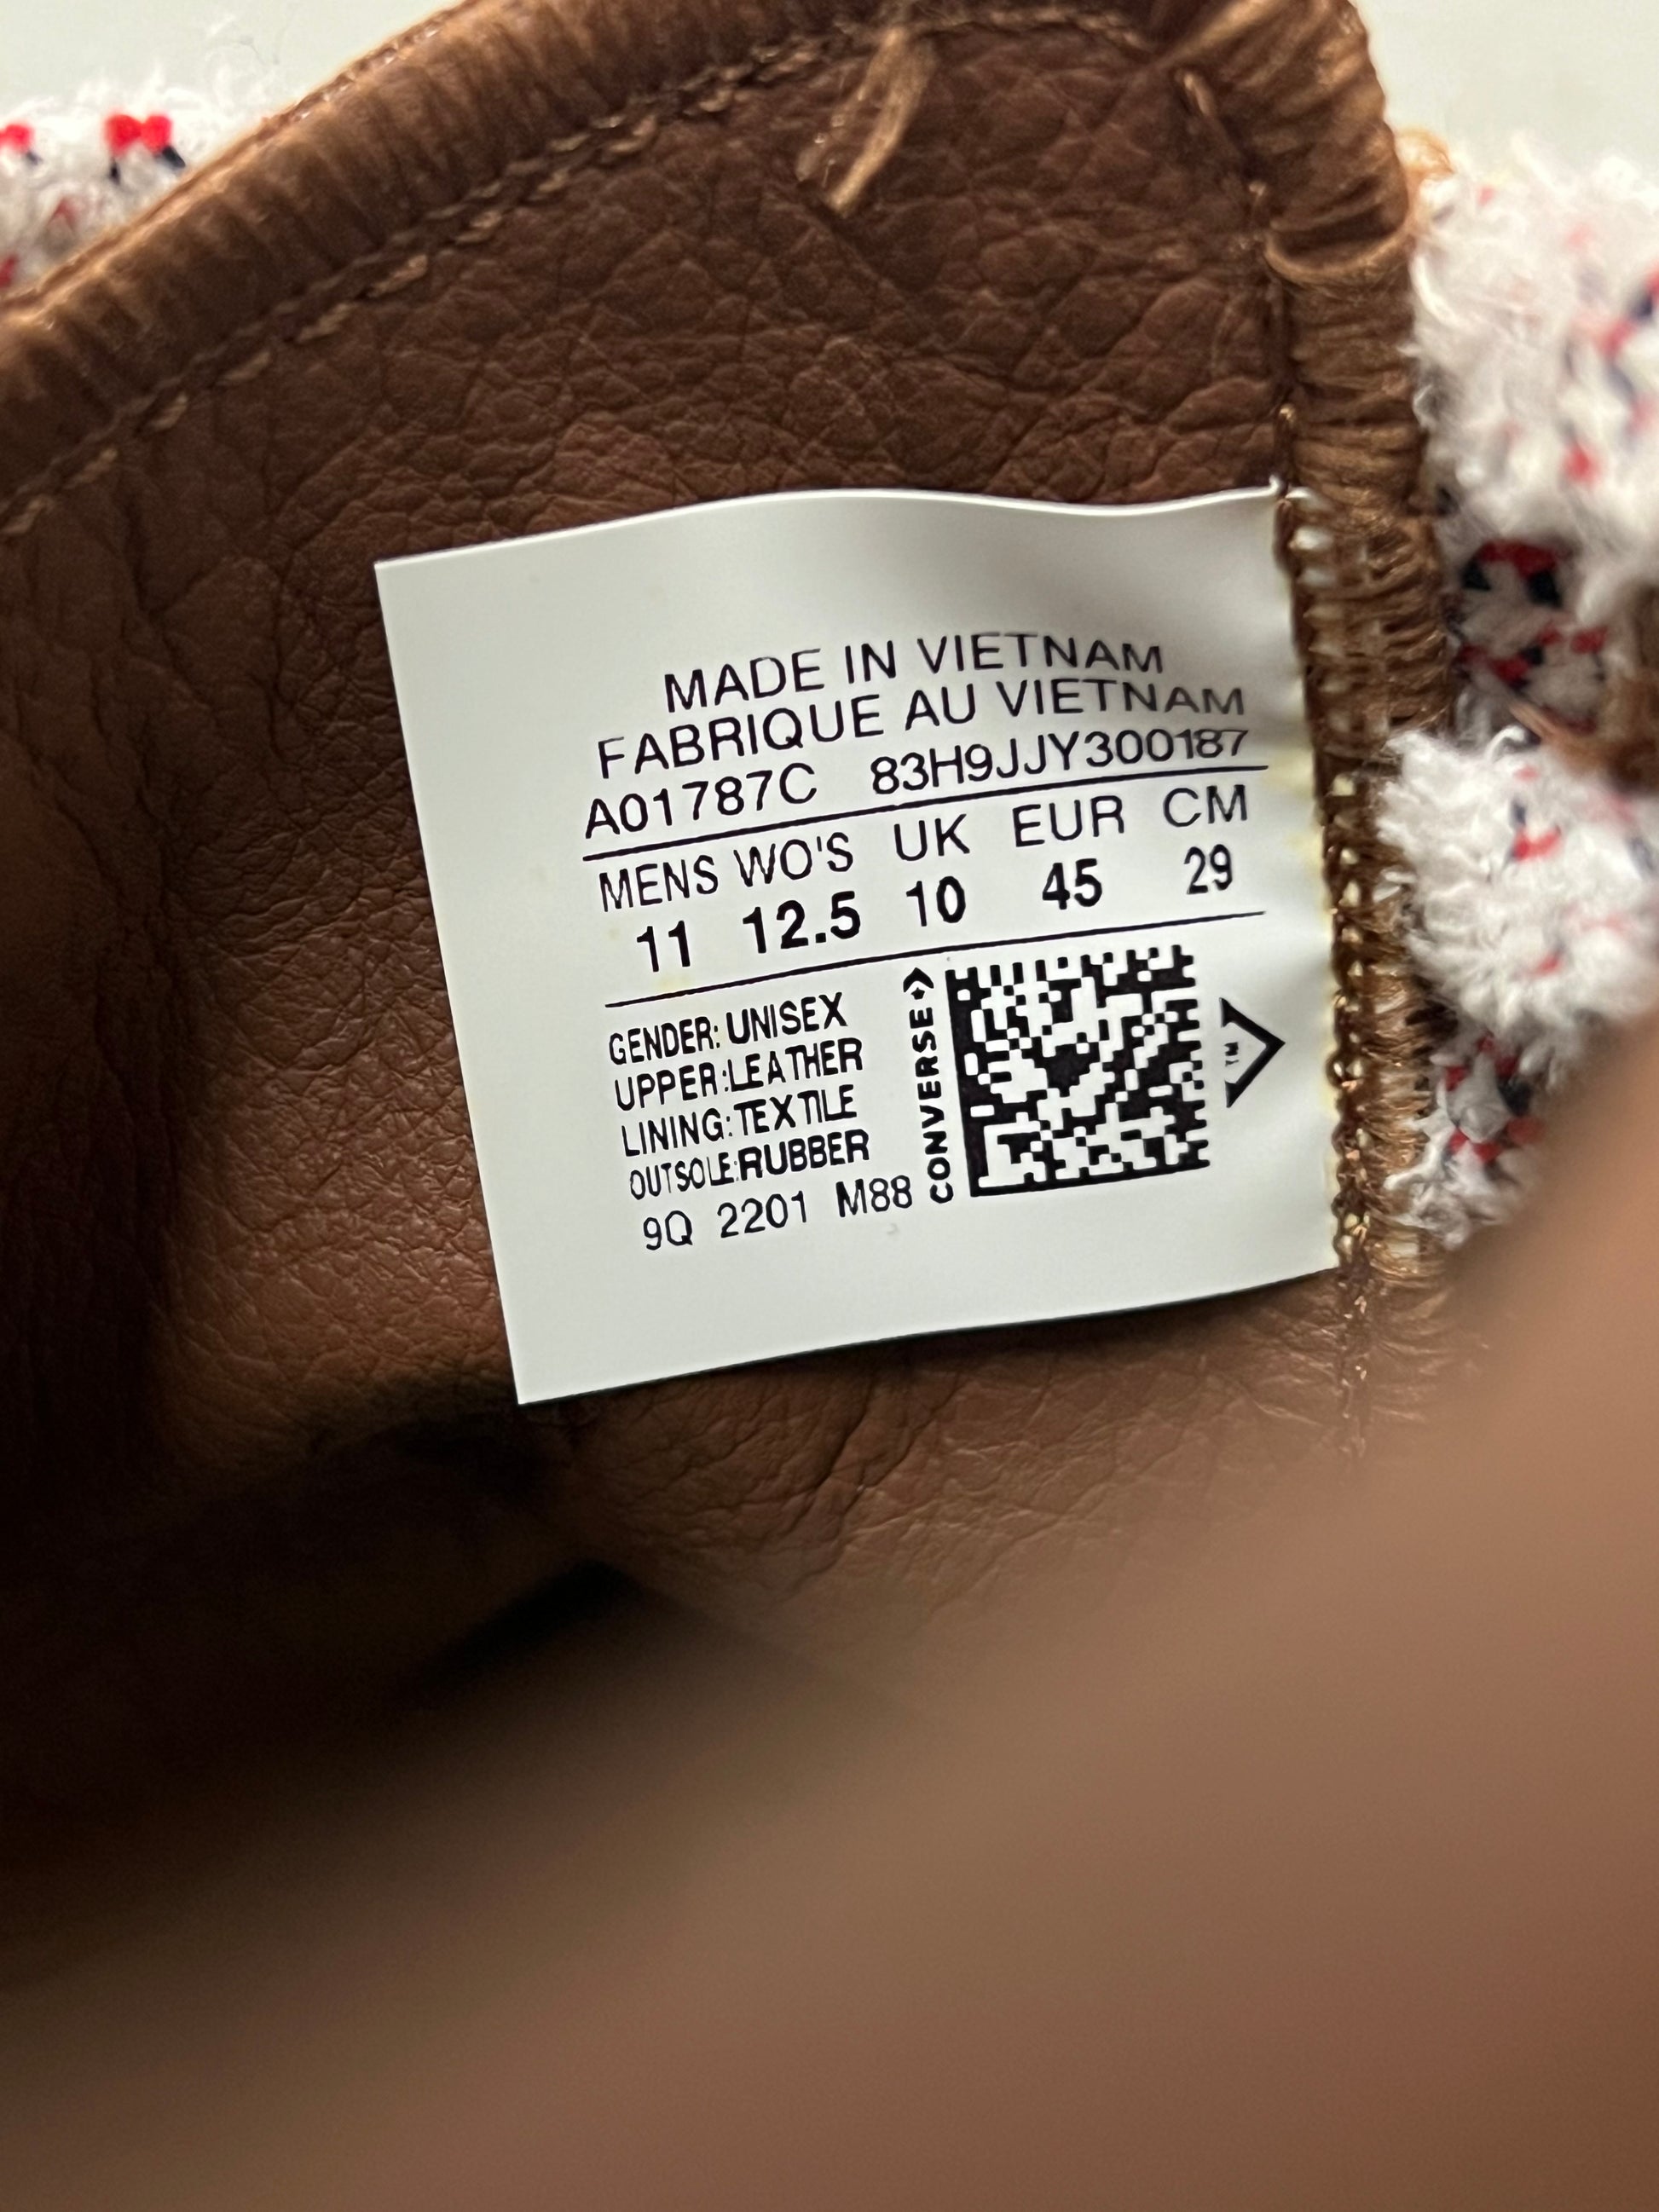 MADE IN VIETNAM
FABRIQUE AU VIETNAM
A01787C 83H9JJY300187
MENS WO'S UK EUR CM
11 12.5 10 45 29
GENDER: UNISEX
UPPER:LEATHER
LINING:TEXTILE
OUTSOLE:RUBBER
9Q 2201 M88
CONVERSE
TM